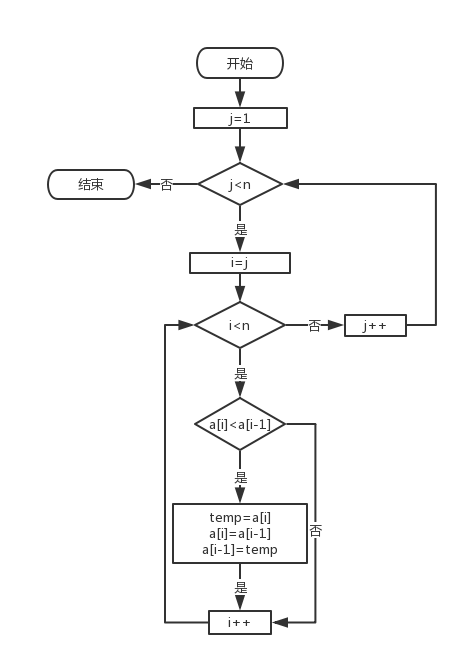 开始
j=1
j<n
否
结束
是
i=j
i<n
否
j++
是
a[i]<a[i-1]
是
temp=a[i]
a[i]=a[i-1]
a[i-1]=temp
否
是
i++